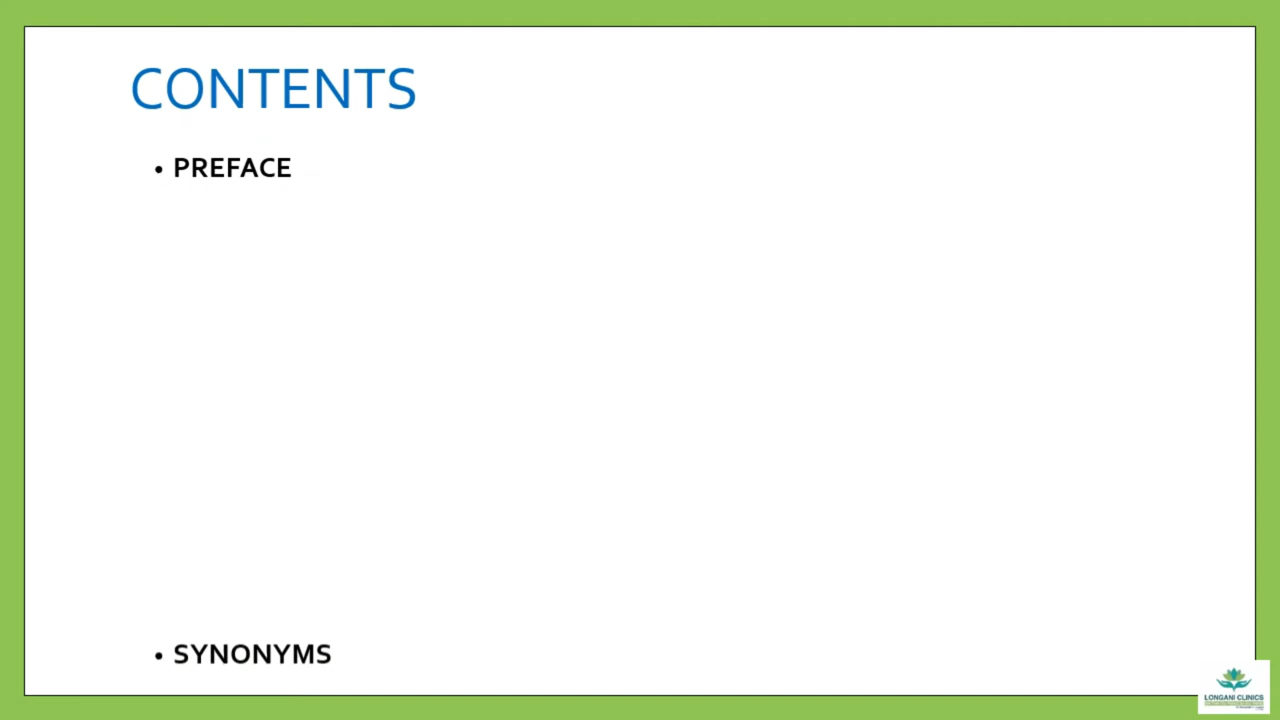 CONTENTS
• PREFACE
• SYNONYMS
LONGANI CLINICS